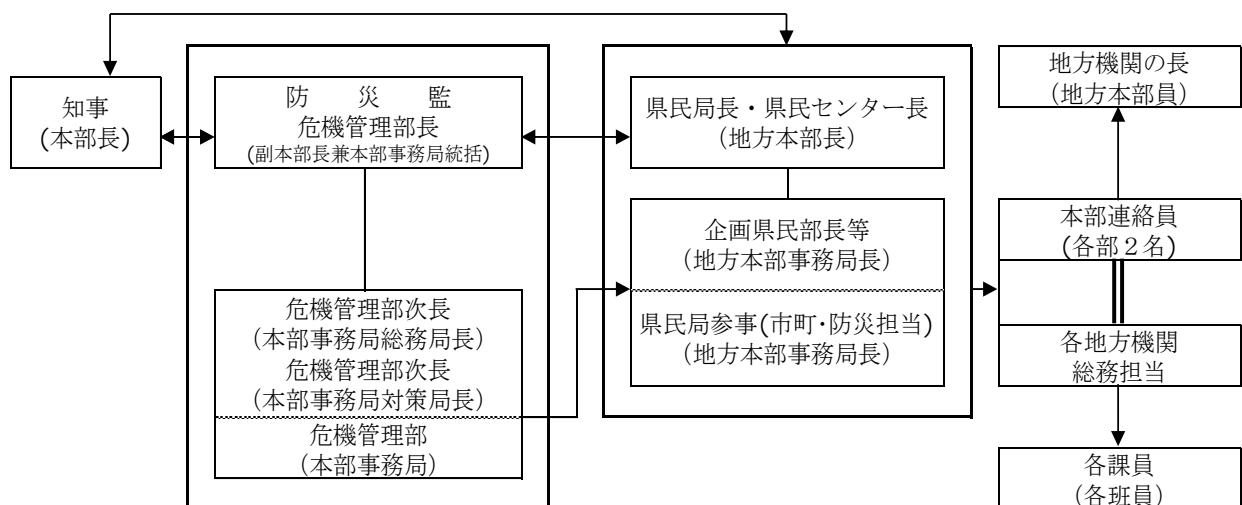 知事
(本部長)
防 災 監
危機管理部長
(副本部長兼本部事務局統括)
危機管理部次長
(本部事務局総務局長)
危機管理部次長
(本部事務局対策局長)
危機管理部
(本部事務局)
県民局長・県民センター長
(地方本部長)
企画県民部長等
(地方本部事務局長)
県民局参事(市町・防災担当)
(地方本部事務局長)
地方機関の長
(地方本部員)
本部連絡員
(各部２名)
各地方機関
総務担当
各課員
(各班員)